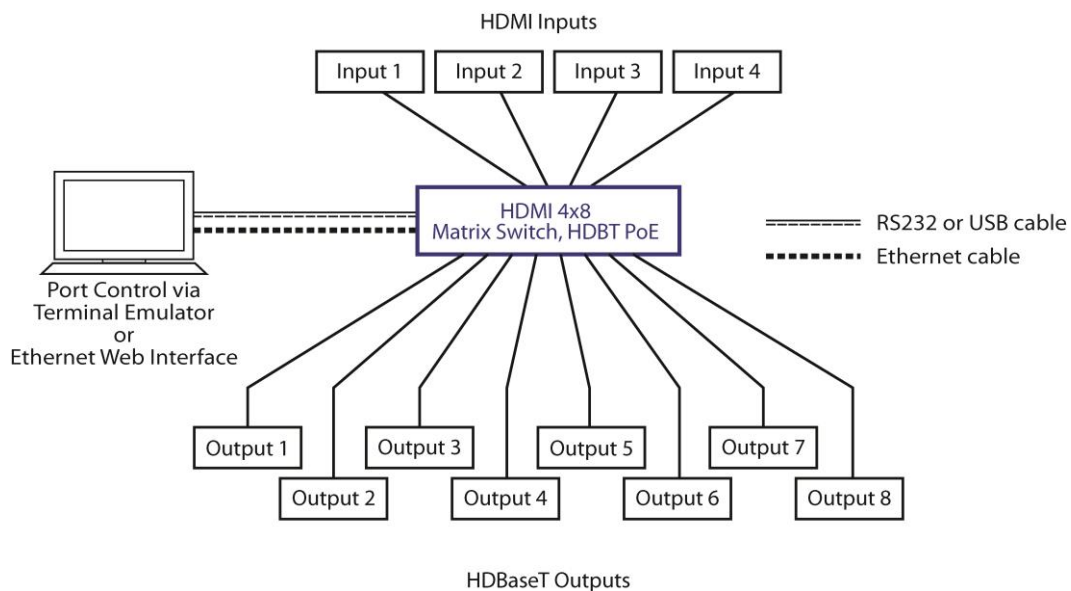 HDMI Inputs
Input 1
Input 2
Input 3
Input 4
HDMI 4x8
Matrix Switch, HDBT PoE
RS232 or USB cable
Ethernet cable
Port Control via
Terminal Emulator
or
Ethernet Web Interface
Output 1
Output 3
Output 5
Output 7
Output 2
Output 4
Output 6
Output 8
HDBaseT Outputs